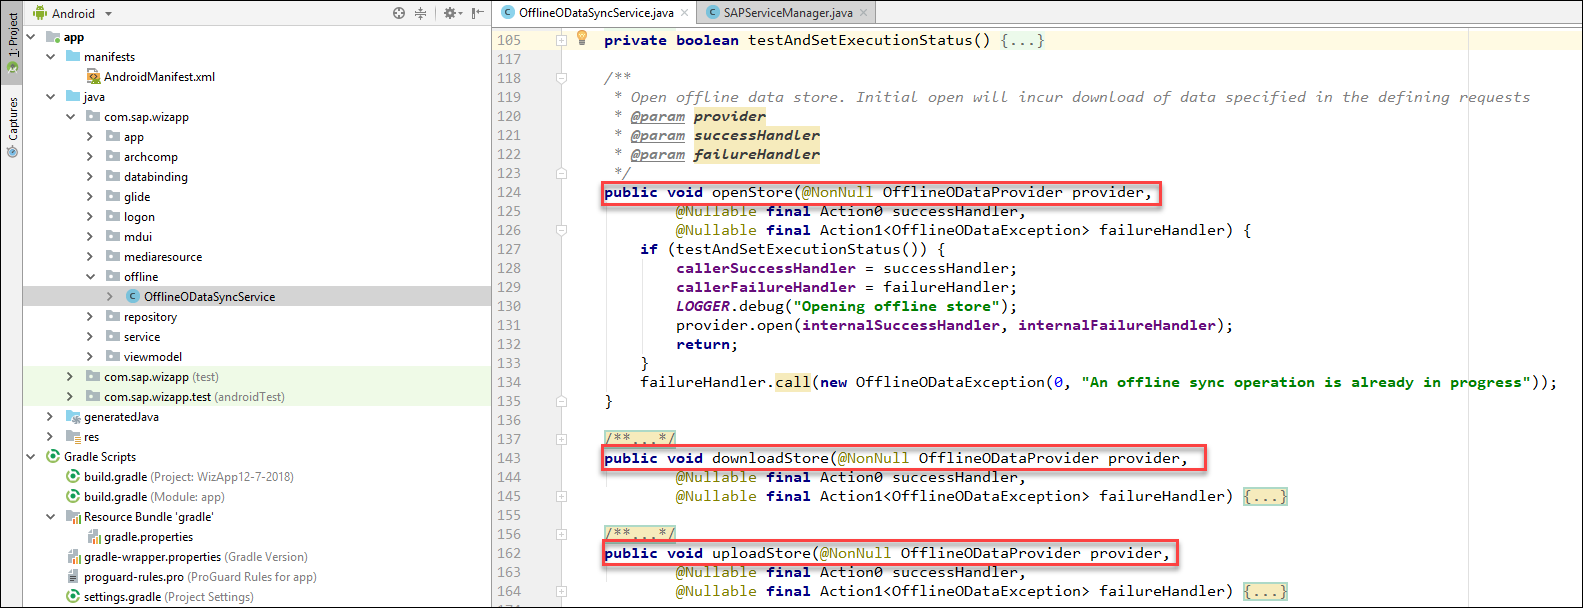 1: Project
Captures
Android
app
manifests
AndroidManifest.xml
java
com.sap.wizapp
app
archcomp
databinding
glide
logon
mdui
mediaresource
offline
OfflineODataSyncService
repository
service
viewmodel
com.sap.wizapp (test)
com.sap.wizapp.test (androidTest)
generatedJava
res
Gradle Scripts
build.gradle (Project: WizApp12-7-2018)
build.gradle (Module: app)
Resource Bundle 'gradle'
gradle.properties
gradle-wrapper.properties (Gradle Version)
proguard-rules.pro (ProGuard Rules for app)
settings.gradle (Project Settings)
OfflineODataSyncService.java
SAPServiceManager.java
105 private boolean testAndSetExecutionStatus() {...}
117
118 /**
119 * Open offline data store. Initial open will incur download of data specified in the defining requests
120 * @param provider
121 * @param successHandler
122 * @param failureHandler
123 */
124 public void openStore(@NonNull OfflineODataProvider provider,
125 @Nullable final Action0 successHandler,
126 @Nullable final Action1<OfflineODataException> failureHandler) {
127 if (testAndSetExecutionStatus()) {
128 callerSuccessHandler = successHandler;
129 callerFailureHandler = failureHandler;
130 LOGGER.debug("Opening offline store");
131 provider.open(internalSuccessHandler, internalFailureHandler);
132 return;
133 }
134 failureHandler.call(new OfflineODataException(0, "An offline sync operation is already in progress"));
135 }
136
137 /**...*/
143 public void downloadStore(@NonNull OfflineODataProvider provider,
144 @Nullable final Action0 successHandler,
145 @Nullable final Action1<OfflineODataException> failureHandler) {...}
155
156 /**...*/
162 public void uploadStore(@NonNull OfflineODataProvider provider,
163 @Nullable final Action0 successHandler,
164 @Nullable final Action1<OfflineODataException> failureHandler) {...}